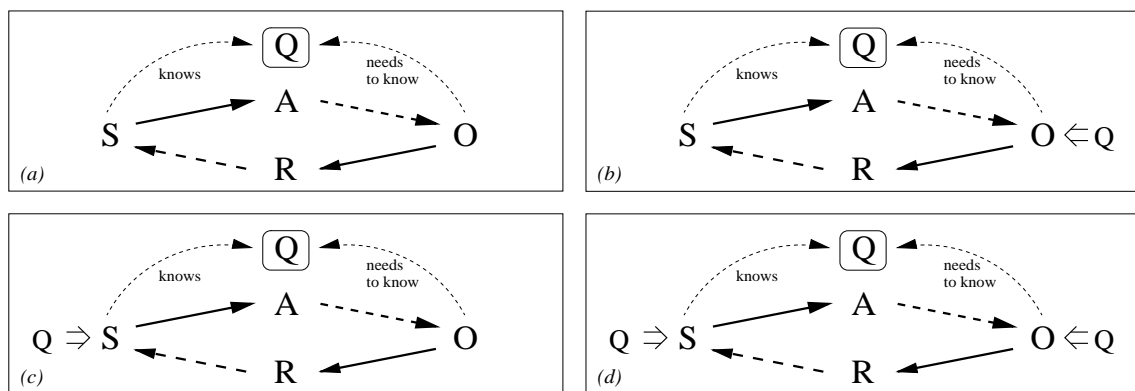 Q
knows
needs
to know
A
S
O
R
(a)
Q
knows
needs
to know
A
S
O ⇐ Q
R
(b)
Q
knows
needs
to know
A
Q ⇒ S
O
R
(c)
Q
knows
needs
to know
A
Q ⇒ S
O ⇐ Q
R
(d)